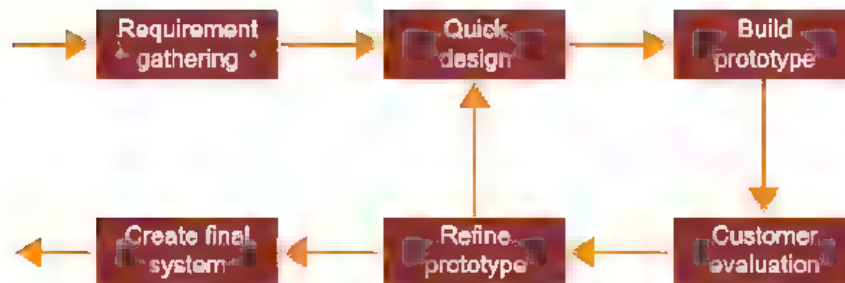 Requirement
gathering
Quick
design
Build
prototype
Create final
system
Refine
prototype
Customer
evaluation